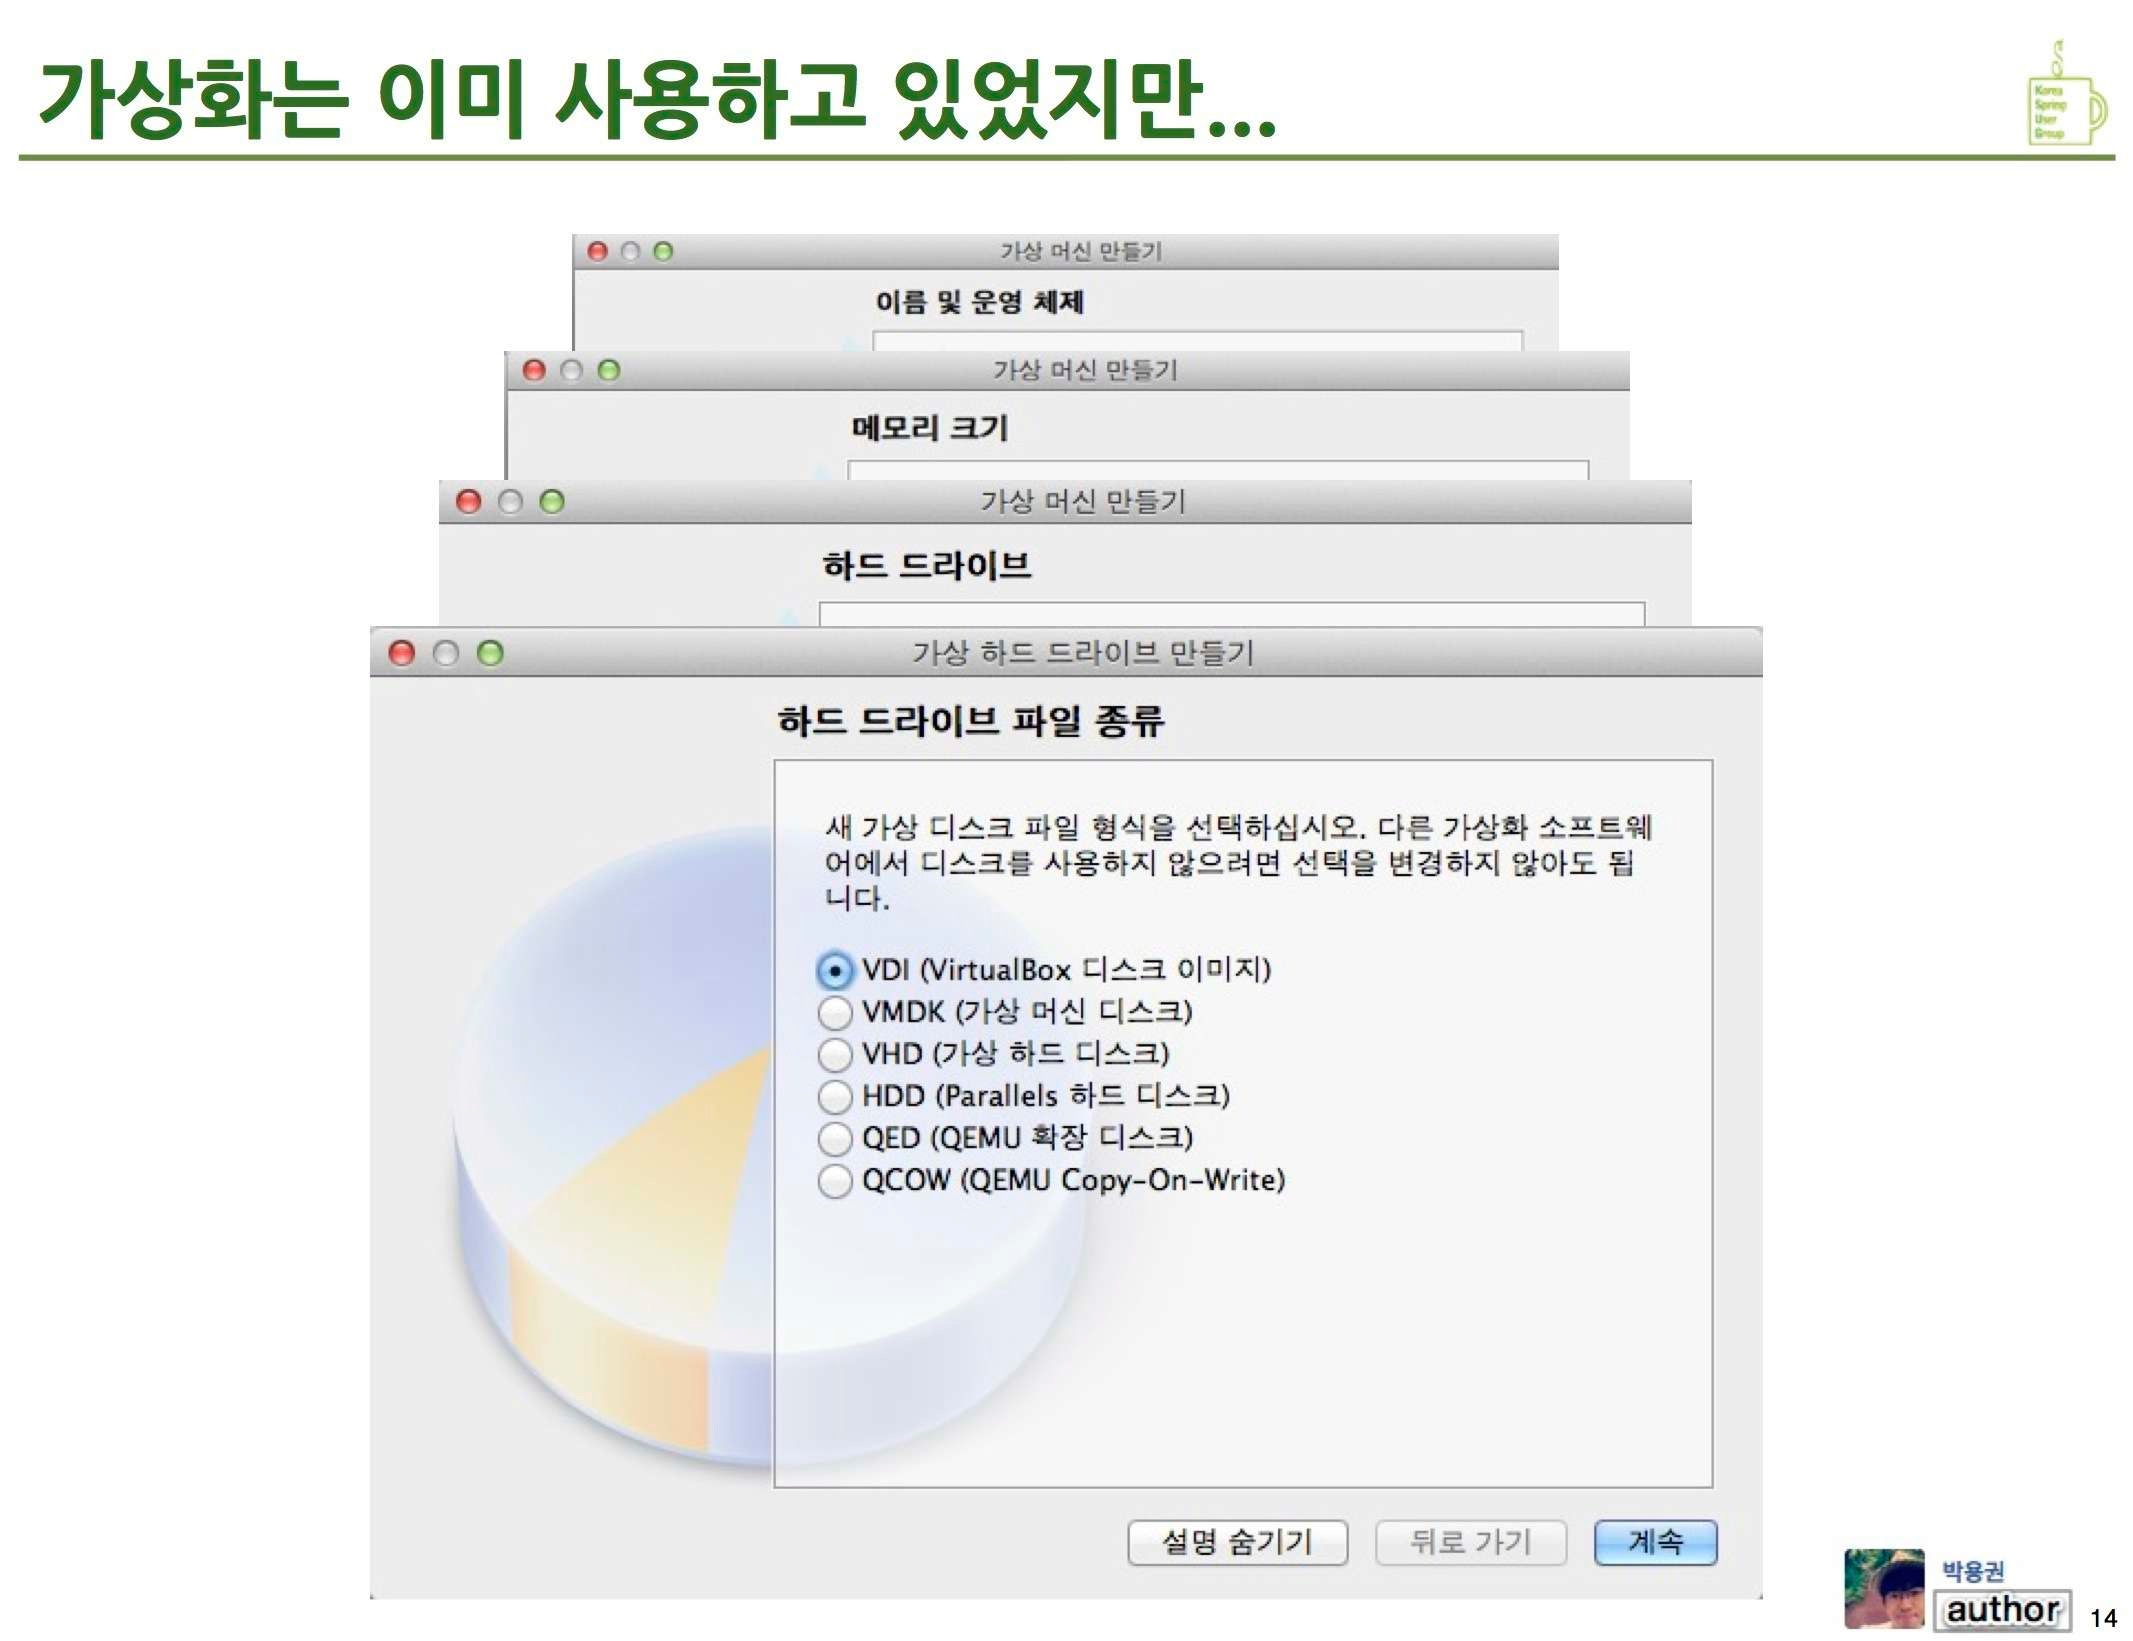 가상화는 이미 사용하고 있었지만...
Korea
Spring
User
Group
가상 머신 만들기
이름 및 운영 체제
가상 머신 만들기
메모리 크기
가상 머신 만들기
하드 드라이브
가상 하드 드라이브 만들기
하드 드라이브 파일 종류
새 가상 디스크 파일 형식을 선택하십시오. 다른 가상화 소프트웨
어에서 디스크를 사용하지 않으려면 선택을 변경하지 않아도 됩
니다.
VDI (VirtualBox 디스크 이미지)
VMDK (가상 머신 디스크)
VHD (가상 하드 디스크)
HDD (Parallels 하드 디스크)
QED (QEMU 확장 디스크)
QCOW (QEMU Copy-On-Write)
설명 숨기기 뒤로 가기 계속
박용권
author
14